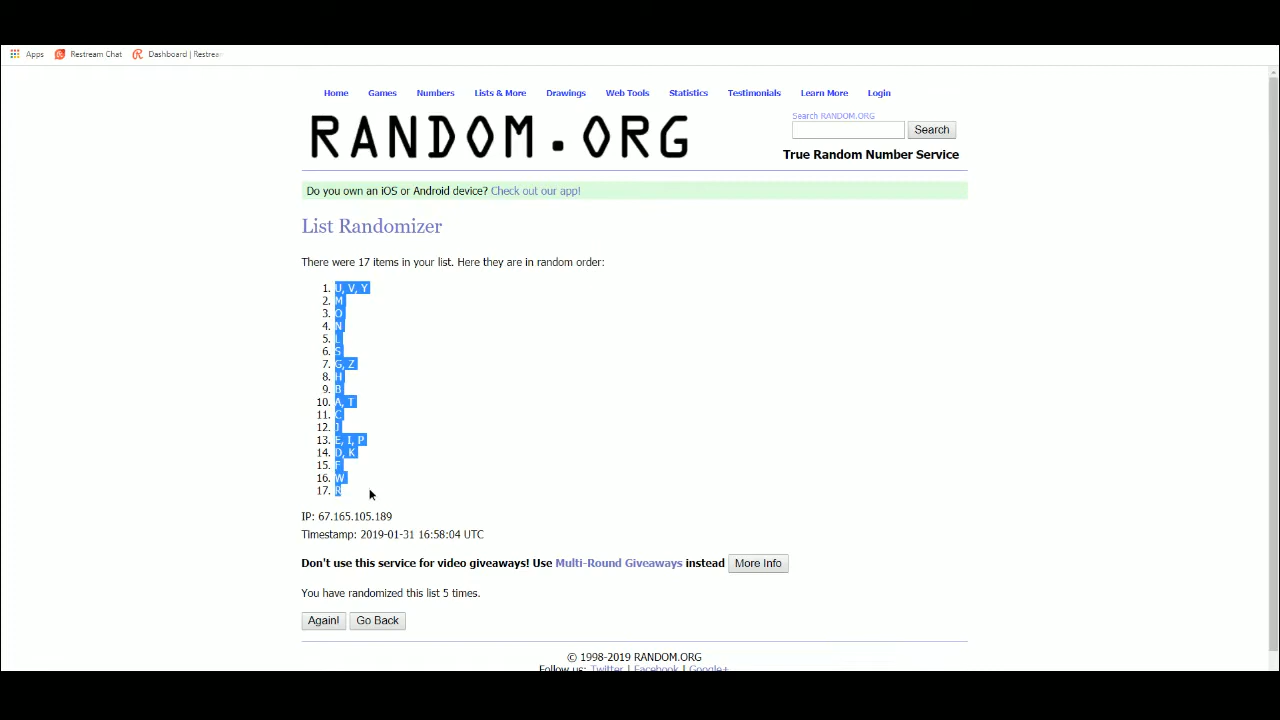 Apps Restream Chat Dashboard | Restrea
Home Games Numbers Lists & More Drawings Web Tools Statistics Testimonials Learn More Login
RANDOM.ORG
Search RANDOM.ORG
Search
True Random Number Service
Do you own an iOS or Android device? Check out our app!
List Randomizer
There were 17 items in your list. Here they are in random order:
1. U, V, Y
2. M
3. O
4. N
5. L
6. S
7. G, Z
8. H
9. B
10. A, T
11. C
12. J
13. E, I, P
14. D, K
15. F
16. W
17. R
IP: 67.165.105.189
Timestamp: 2019-01-31 16:58:04 UTC
Don't use this service for video giveaways! Use Multi-Round Giveaways instead More Info
You have randomized this list 5 times.
Again! Go Back
© 1998-2019 RANDOM.ORG
Follow us: Twitter | Facebook | Google+